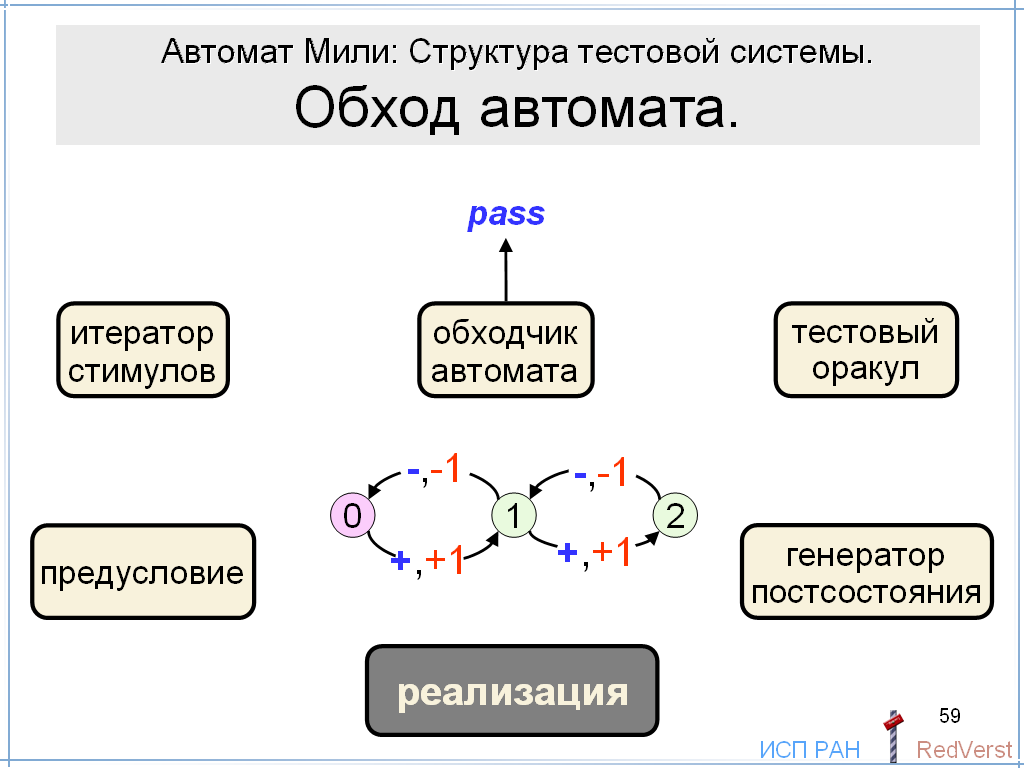 Автомат Мили: Структура тестовой системы.
Обход автомата.
pass
итератор
стимулов
обходчик
автомата
тестовый
оракул
-,-1
-,-1
0
1
2
+,+1
+,+1
предусловие
генератор
постсостояния
реализация
59
ИСП РАН
RedVerst